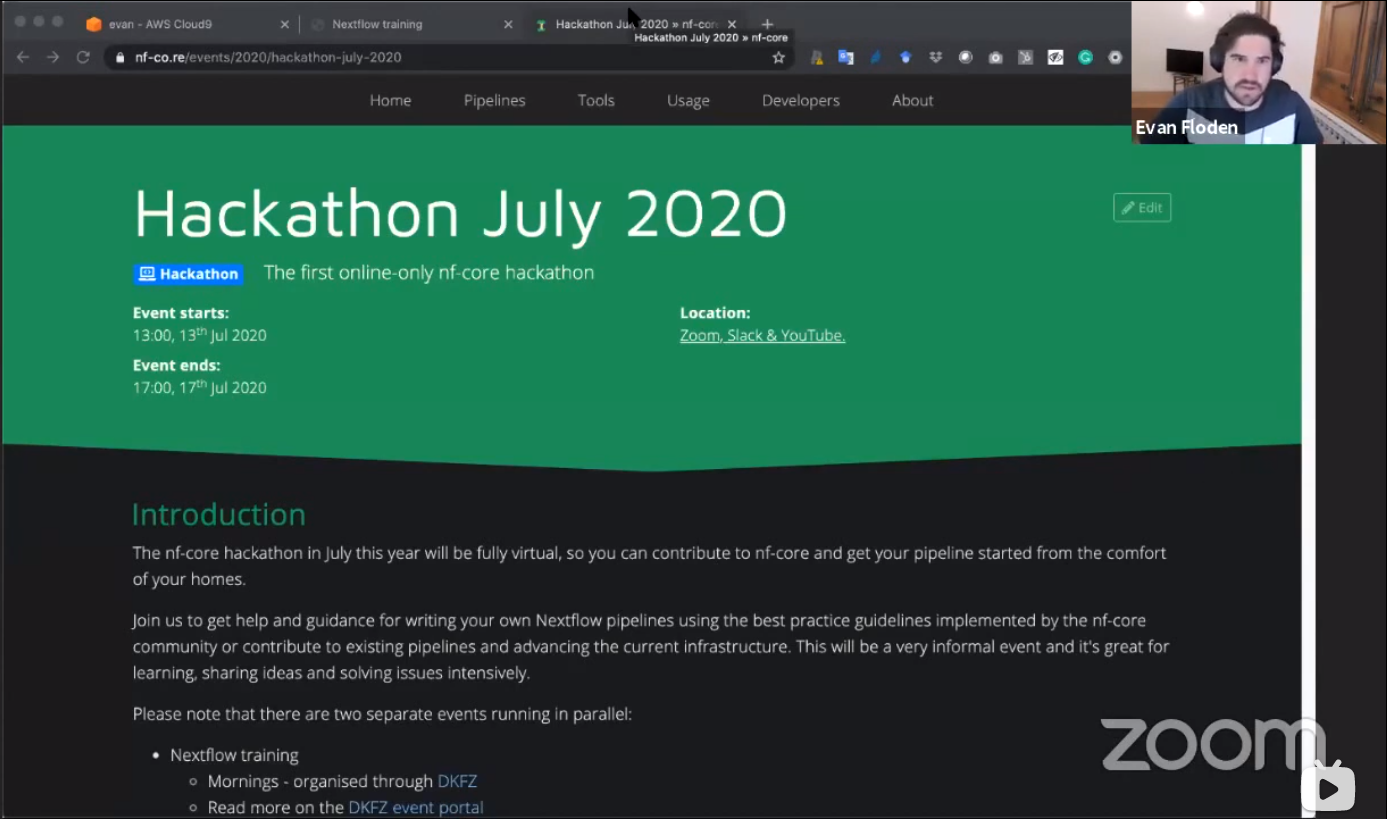 evan - AWS Cloud9
Nextflow training
Hackathon July 2020 » nf-cor
Hackathon July 2020 » nf-core
nf-co.re/events/2020/hackathon-july-2020
Home Pipelines Tools Usage Developers About
Evan Floden
Hackathon July 2020
Edit
Hackathon The first online-only nf-core hackathon
Event starts:
13:00, 13th Jul 2020
Location:
Zoom, Slack & YouTube.
Event ends:
17:00, 17th Jul 2020
Introduction
The nf-core hackathon in July this year will be fully virtual, so you can contribute to nf-core and get your pipeline started from the comfort
of your homes.
Join us to get help and guidance for writing your own Nextflow pipelines using the best practice guidelines implemented by the nf-core
community or contribute to existing pipelines and advancing the current infrastructure. This will be a very informal event and it's great for
learning, sharing ideas and solving issues intensively.
Please note that there are two separate events running in parallel:
• Nextflow training
Mornings - organised through DKFZ
Read more on the DKFZ event portal
zoom